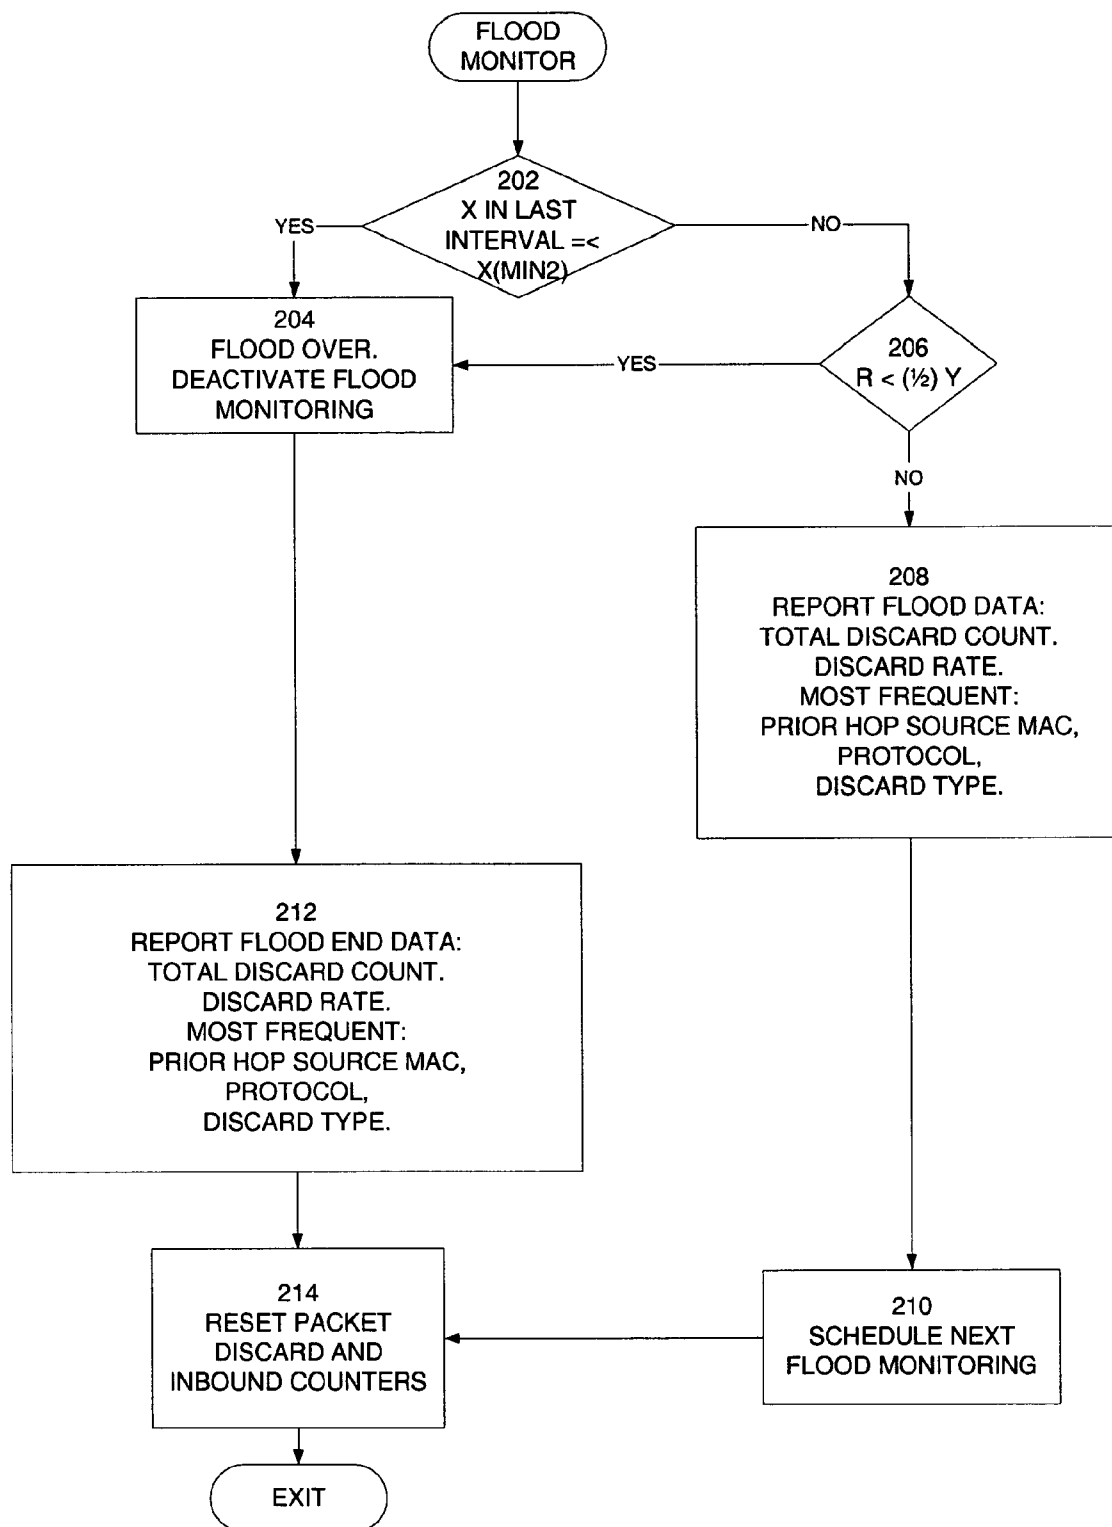 FLOOD
MONITOR
202
X IN LAST
INTERVAL =<
X(MIN2)
YES
NO
204
FLOOD OVER.
DEACTIVATE FLOOD
MONITORING
YES
206
R < (½) Y
NO
208
REPORT FLOOD DATA:
TOTAL DISCARD COUNT.
DISCARD RATE.
MOST FREQUENT:
PRIOR HOP SOURCE MAC,
PROTOCOL,
DISCARD TYPE.
212
REPORT FLOOD END DATA:
TOTAL DISCARD COUNT.
DISCARD RATE.
MOST FREQUENT:
PRIOR HOP SOURCE MAC,
PROTOCOL,
DISCARD TYPE.
214
RESET PACKET
DISCARD AND
INBOUND COUNTERS
210
SCHEDULE NEXT
FLOOD MONITORING
EXIT